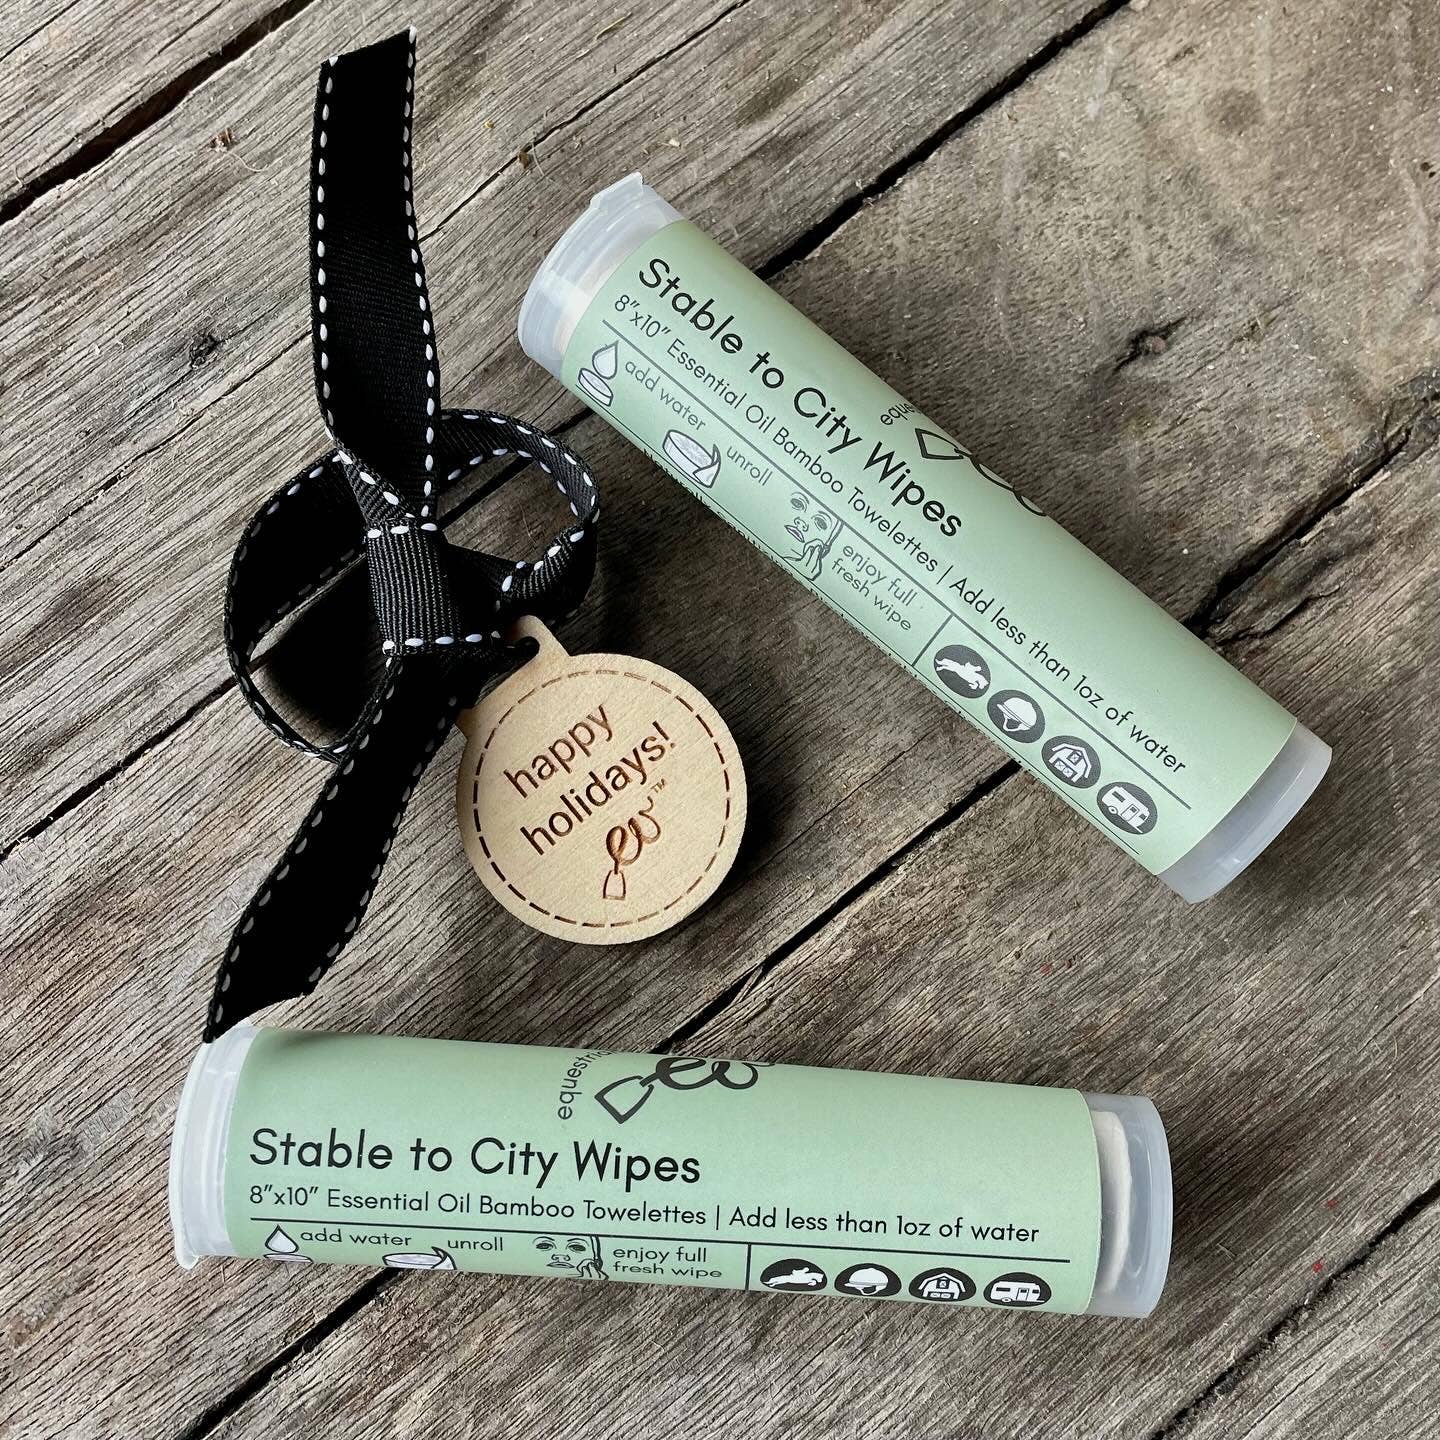 Stable to City Wipes
8"x10" Essential Oil Bamboo Towelettes | Add less than 1oz of water
add water
unroll
enjoy full
fresh wipe
happy
holidays!
ev™
Stable to City Wipes
8"x10" Essential Oil Bamboo Towelettes | Add less than 1oz of water
add water
unroll
enjoy full
fresh wipe